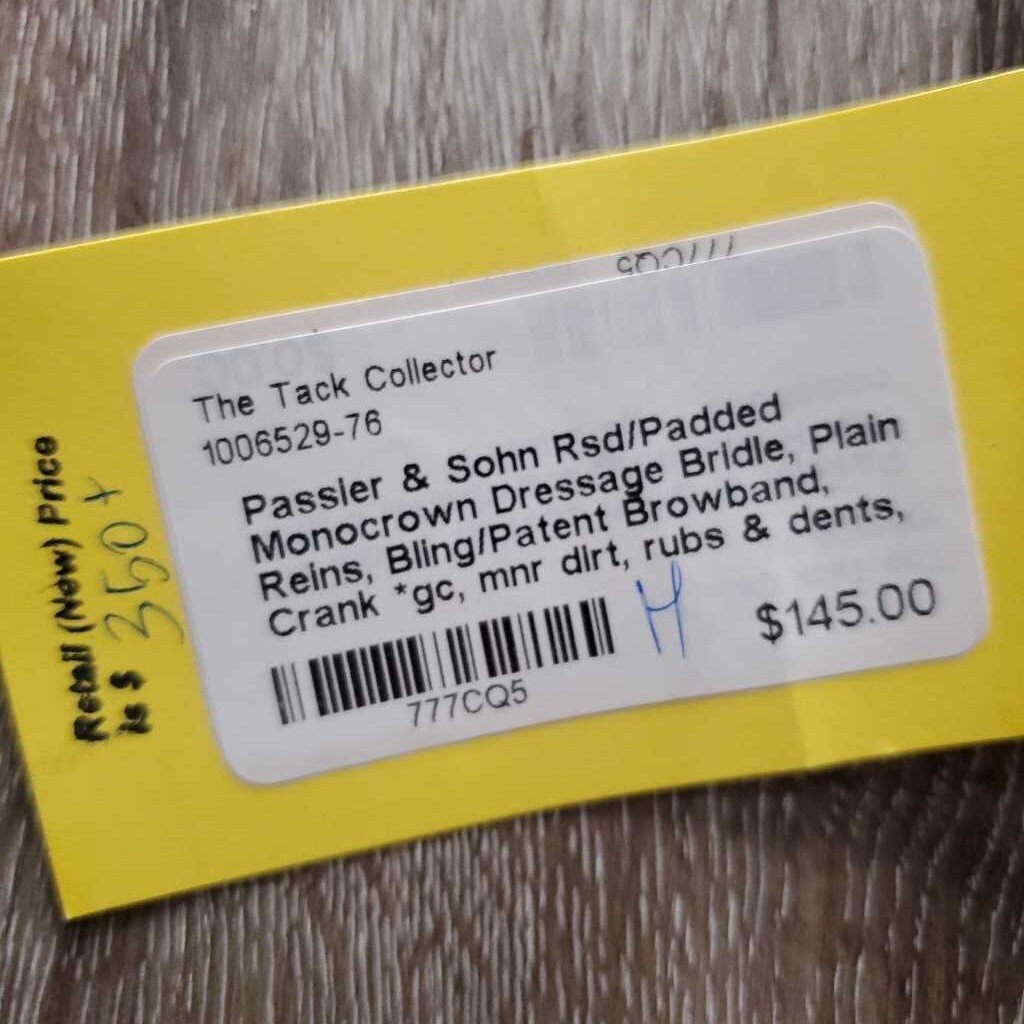 The Tack Collector
1006529-76
Passier & Sohn Rsd/Padded
Monocrown Dressage Bridle, Plain
Reins, Bling/Patent Browband,
Crank *gc, mnr dirt, rubs & dents,
H
$145.00
777CQ5
Retail (New) Price
is $ 350+